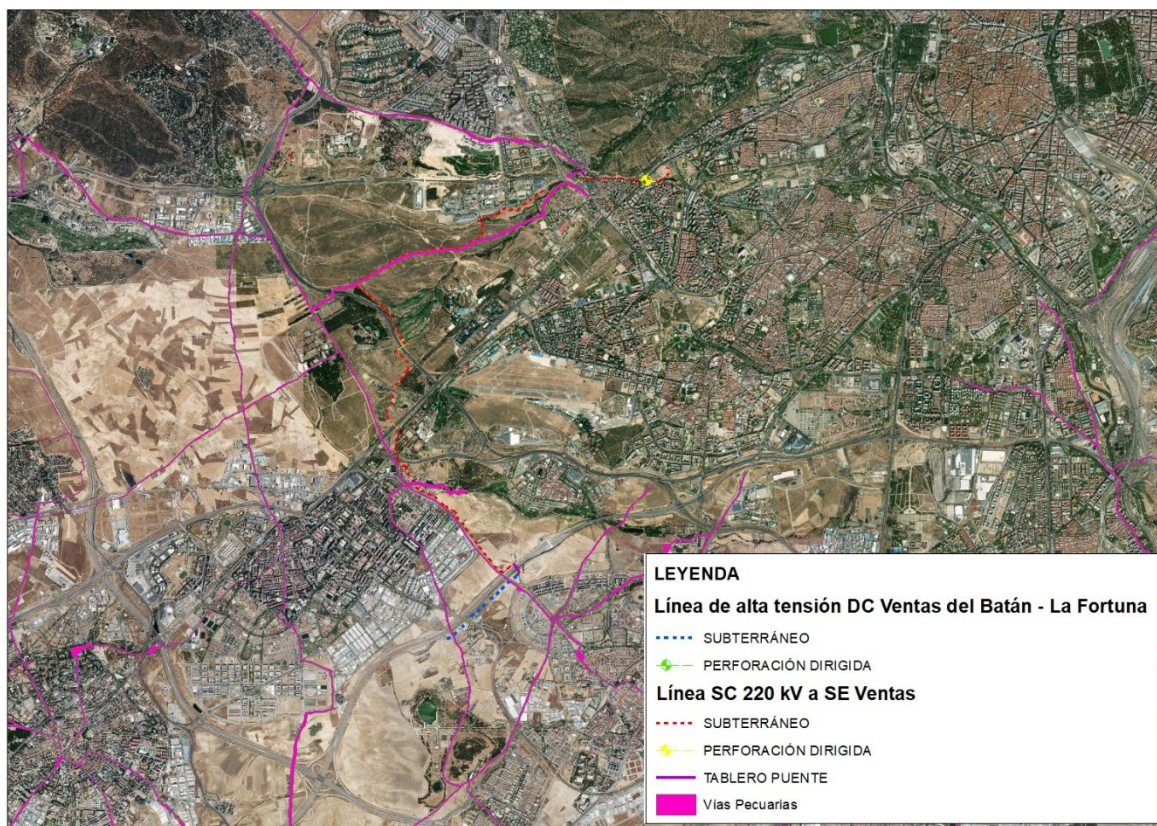 LEYENDA
Línea de alta tensión DC Ventas del Batán - La Fortuna
SUBTERRÁNEO
PERFORACIÓN DIRIGIDA
Línea SC 220 kV a SE Ventas
SUBTERRÁNEO
PERFORACIÓN DIRIGIDA
TABLERO PUENTE
Vías Pecuarias